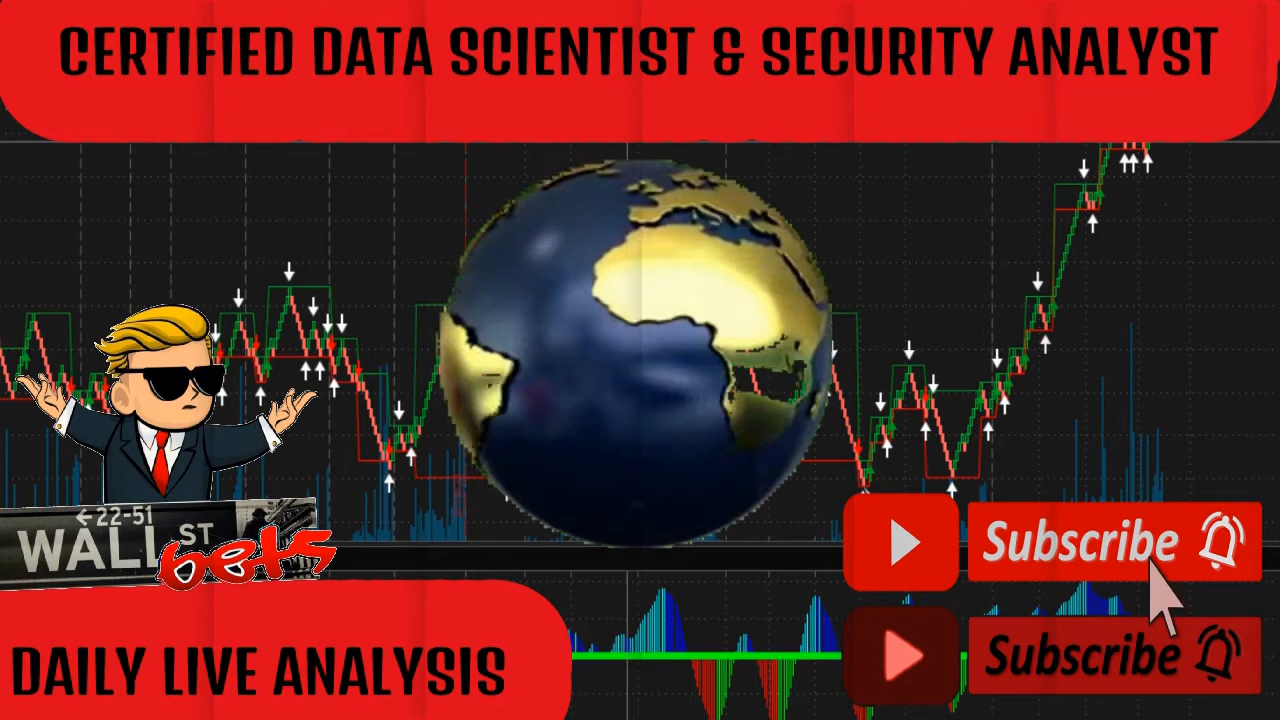 CERTIFIED DATA SCIENTIST & SECURITY ANALYST
←22-51
WALL ST
bets
Subscribe
Subscribe
DAILY LIVE ANALYSIS